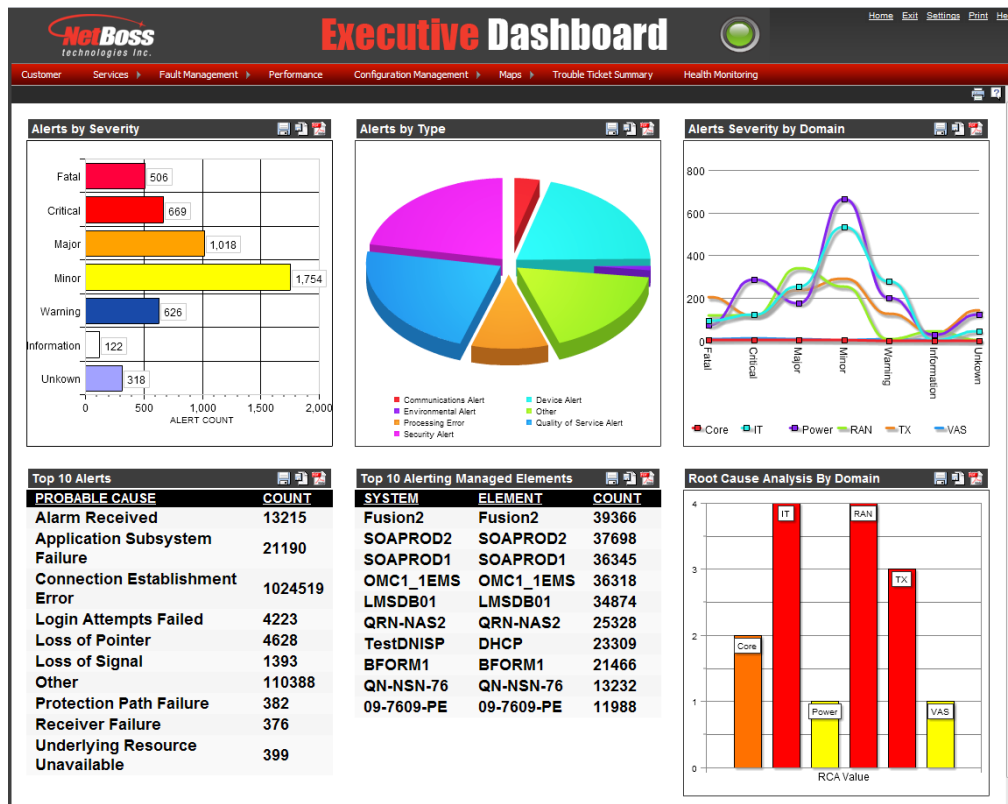 NetBoss
technologies Inc.
Executive Dashboard
Home Exit Settings Print He
Customer Services Fault Management Performance Configuration Management Maps Trouble Ticket Summary Health Monitoring
Alerts by Severity
Fatal 506
Critical 669
Major 1,018
Minor 1,754
Warning 626
Information 122
Unkown 318
0 500 1,000 1,500 2,000
ALERT COUNT
Alerts by Type
Communications Alert Device Alert
Environmental Alert Other
Processing Error Quality of Service Alert
Security Alert
Alerts Severity by Domain
800
600
400
200
0
Fatal Critical Major Minor Warning Information Unkown
Core IT Power RAN TX VAS
Top 10 Alerts
PROBABLE CAUSE COUNT
Alarm Received 13215
Application Subsystem
Failure 21190
Connection Establishment
Error 1024519
Login Attempts Failed 4223
Loss of Pointer 4628
Loss of Signal 1393
Other 110388
Protection Path Failure 382
Receiver Failure 376
Underlying Resource
Unavailable 399
Top 10 Alerting Managed Elements
SYSTEM ELEMENT COUNT
Fusion2 Fusion2 39366
SOAPROD2 SOAPROD2 37698
SOAPROD1 SOAPROD1 36345
OMC1_1EMS OMC1_1EMS 36318
LMSDB01 LMSDB01 34874
QRN-NAS2 QRN-NAS2 25328
TestDNISP DHCP 23309
BFORM1 BFORM1 21466
QN-NSN-76 QN-NSN-76 13232
09-7609-PE 09-7609-PE 11988
Root Cause Analysis By Domain
4
3
2
1
0
Core IT Power RAN TX VAS
RCA Value